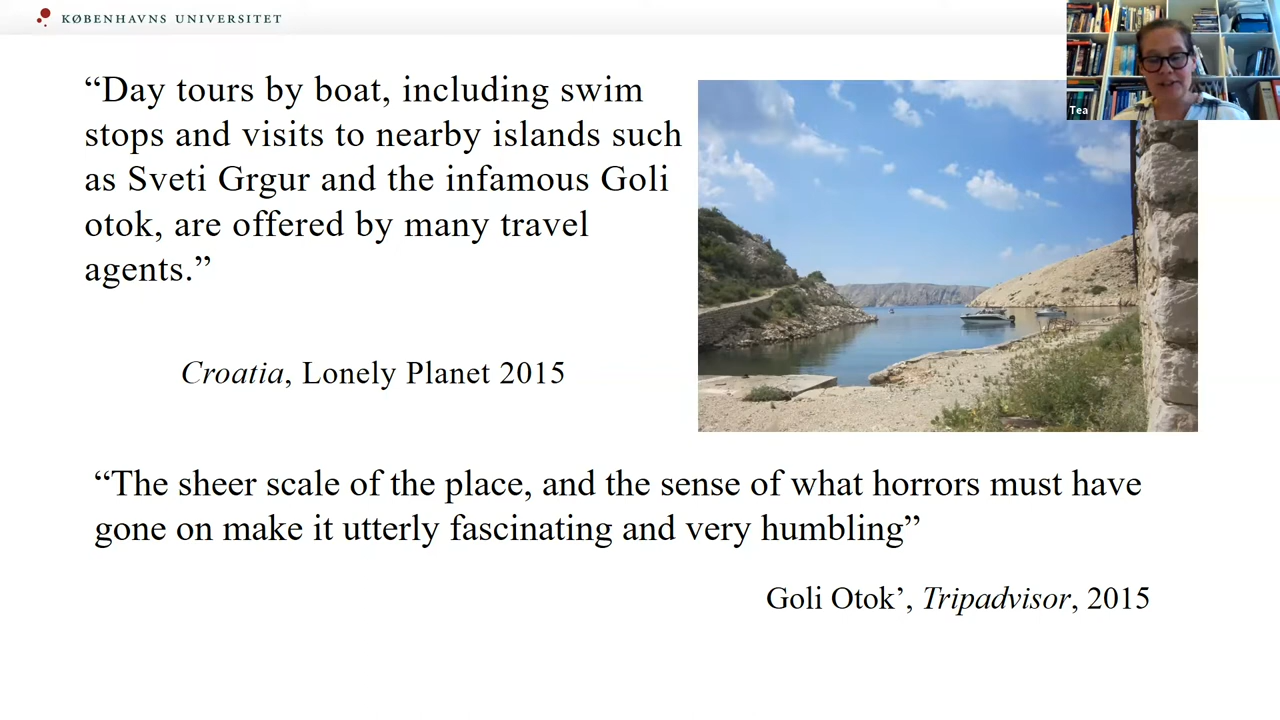 KØBENHAVNS UNIVERSITET
Tea
“Day tours by boat, including swim
stops and visits to nearby islands such
as Sveti Grgur and the infamous Goli
otok, are offered by many travel
agents.”
Croatia, Lonely Planet 2015
“The sheer scale of the place, and the sense of what horrors must have
gone on make it utterly fascinating and very humbling”
Goli Otok’, Tripadvisor, 2015